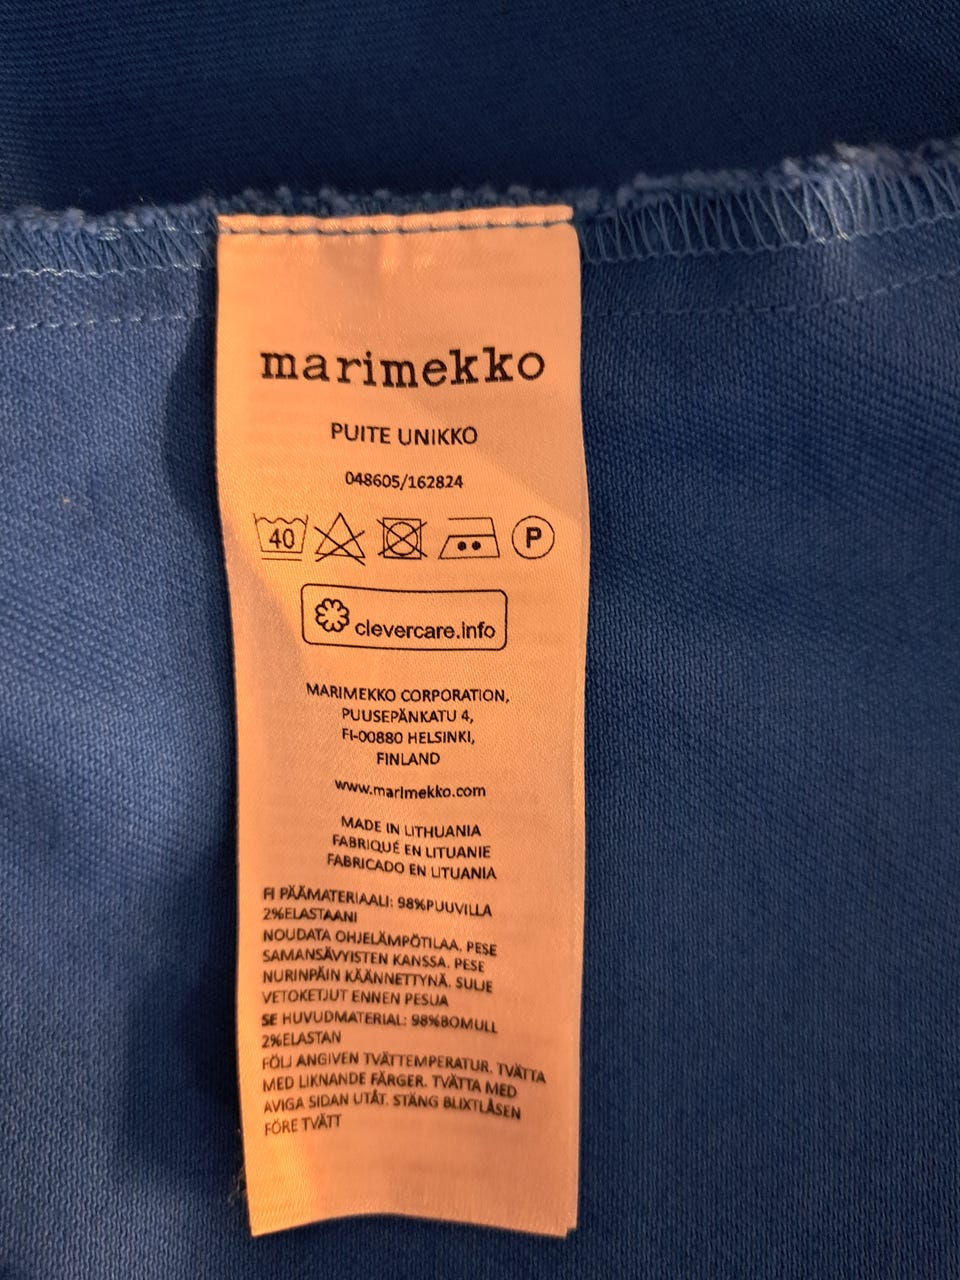 marimekko
PUITE UNIKKO
048605/162824
40 P
clevercare.info
MARIMEKKO CORPORATION,
PUUSEPÄNKATU 4,
FI-00880 HELSINKI,
FINLAND
www.marimekko.com
MADE IN LITHUANIA
FABRIQUÉ EN LITUANIE
FABRICADO EN LITUANIA
FI PÄÄMATERIAALI: 98%PUUVILLA
2%ELASTAANI
NOUDATA OHJELÄMPÖTILAA. PESE
SAMANSÄVYISTEN KANSSA. PESE
NURINPÄIN KÄÄNNETTYNÄ. SULJE
VETOKETJUT ENNEN PESUA
SE HUVUDMATERIAL: 98%BOMULL
2%ELASTAN
FÖLJ ANGIVEN TVÄTTEMPERATUR. TVÄTTA
MED LIKNANDE FÄRGER. TVÄTTA MED
AVIGA SIDAN UTÅT. STÄNG BLIXTLÅSEN
FÖRE TVÄTT